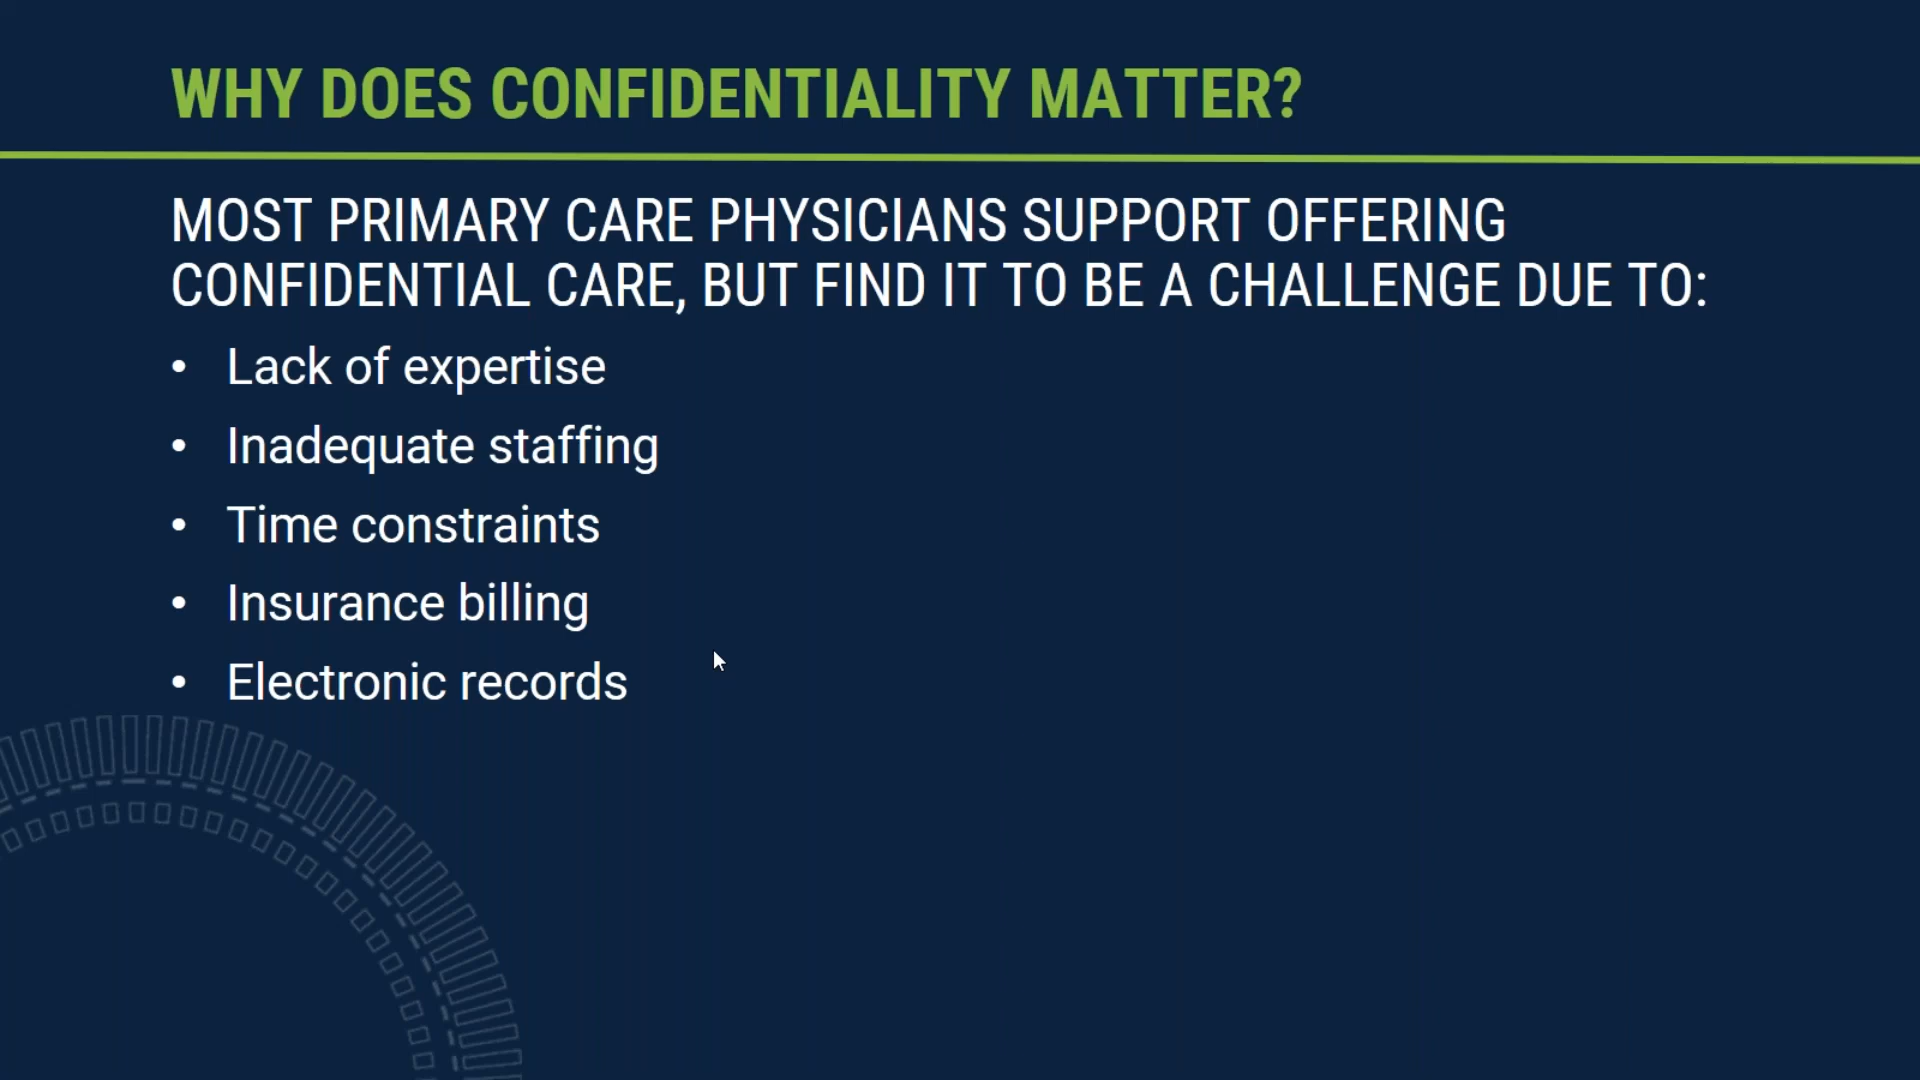 WHY DOES CONFIDENTIALITY MATTER?
MOST PRIMARY CARE PHYSICIANS SUPPORT OFFERING
CONFIDENTIAL CARE, BUT FIND IT TO BE A CHALLENGE DUE TO:
• Lack of expertise
• Inadequate staffing
• Time constraints
• Insurance billing
• Electronic records